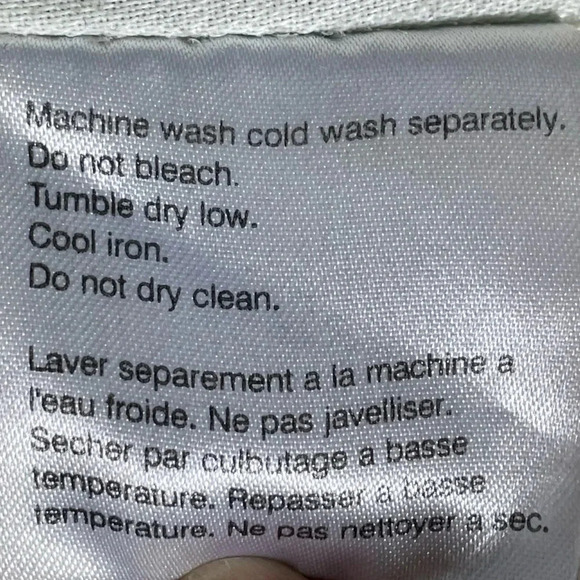 Machine wash cold wash separately.
Do not bleach.
Tumble dry low.
Cool iron.
Do not dry clean.
Laver separement a la machine a
l'eau froide. Ne pas javelliser.
Secher par culbutage a basse
temperature. Repasser a basse
temperature. Ne pas nettoyer a sec.